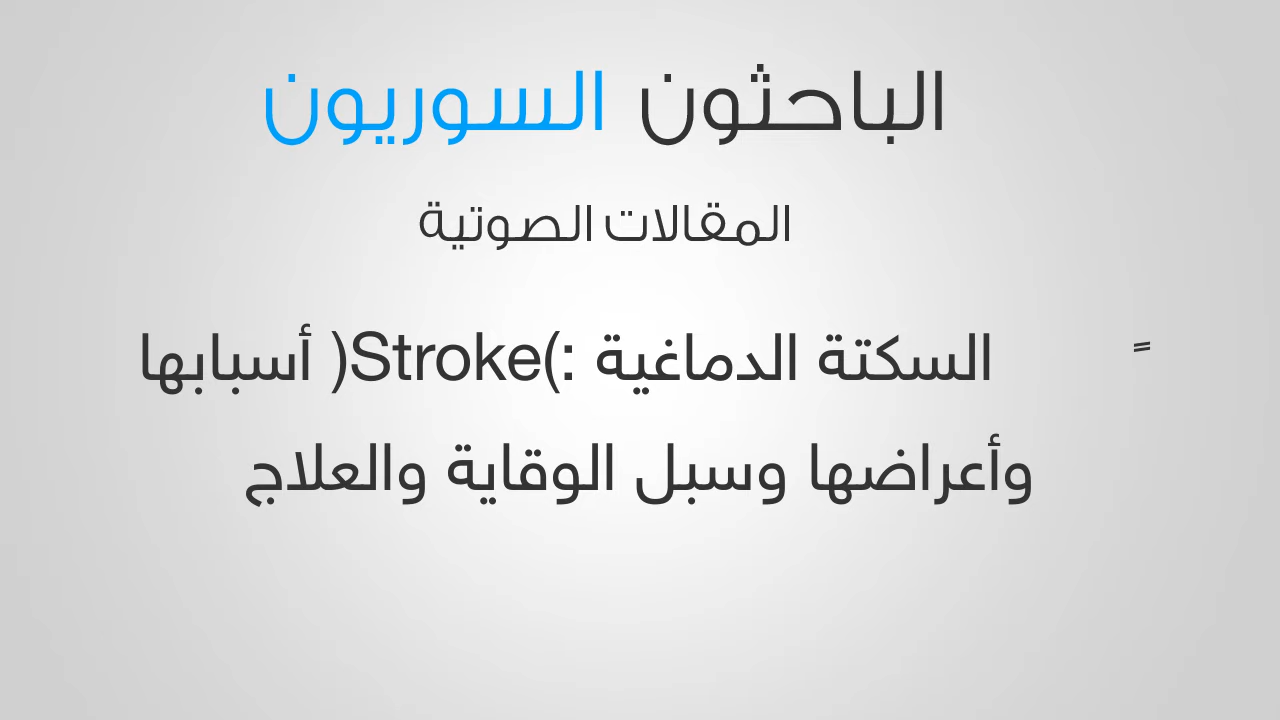 الباحثون السوريون
المقالات الصوتية
ً السكتة الدماغية :)Stroke( أسبابها
وأعراضها وسبل الوقاية والعلاج